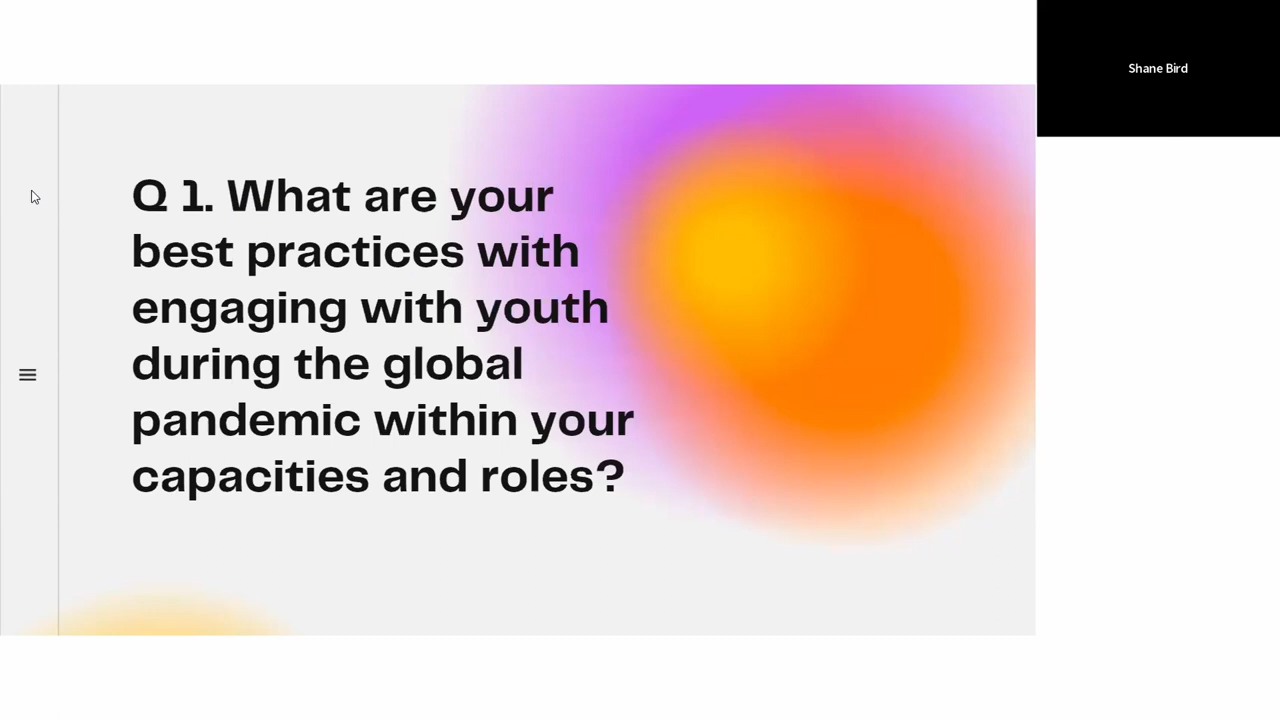 Shane Bird
Q 1. What are your
best practices with
engaging with youth
during the global
pandemic within your
capacities and roles?